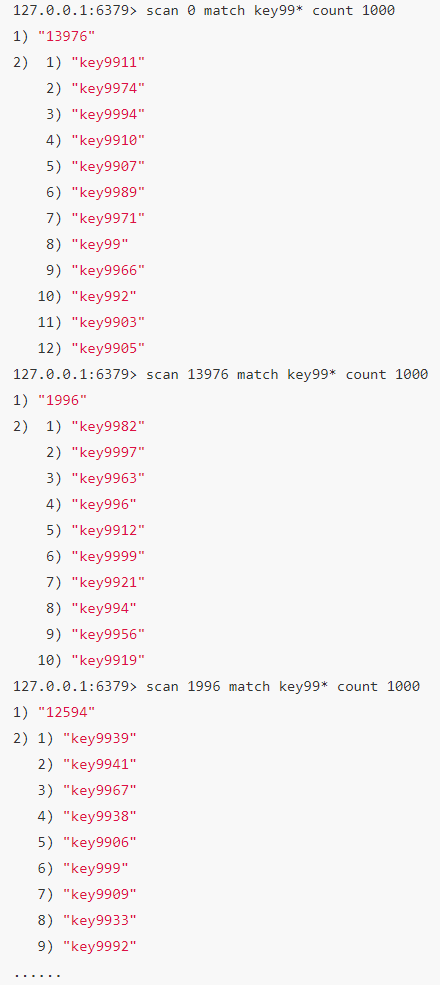 127.0.0.1:6379> scan 0 match key99* count 1000
1) "13976"
2)  1) "key9911"
    2) "key9974"
    3) "key9994"
    4) "key9910"
    5) "key9907"
    6) "key9989"
    7) "key9971"
    8) "key99"
    9) "key9966"
   10) "key992"
   11) "key9903"
   12) "key9905"
127.0.0.1:6379> scan 13976 match key99* count 1000
1) "1996"
2)  1) "key9982"
    2) "key9997"
    3) "key9963"
    4) "key996"
    5) "key9912"
    6) "key9999"
    7) "key9921"
    8) "key994"
    9) "key9956"
   10) "key9919"
127.0.0.1:6379> scan 1996 match key99* count 1000
1) "12594"
2) 1) "key9939"
   2) "key9941"
   3) "key9967"
   4) "key9938"
   5) "key9906"
   6) "key999"
   7) "key9909"
   8) "key9933"
   9) "key9992"
......